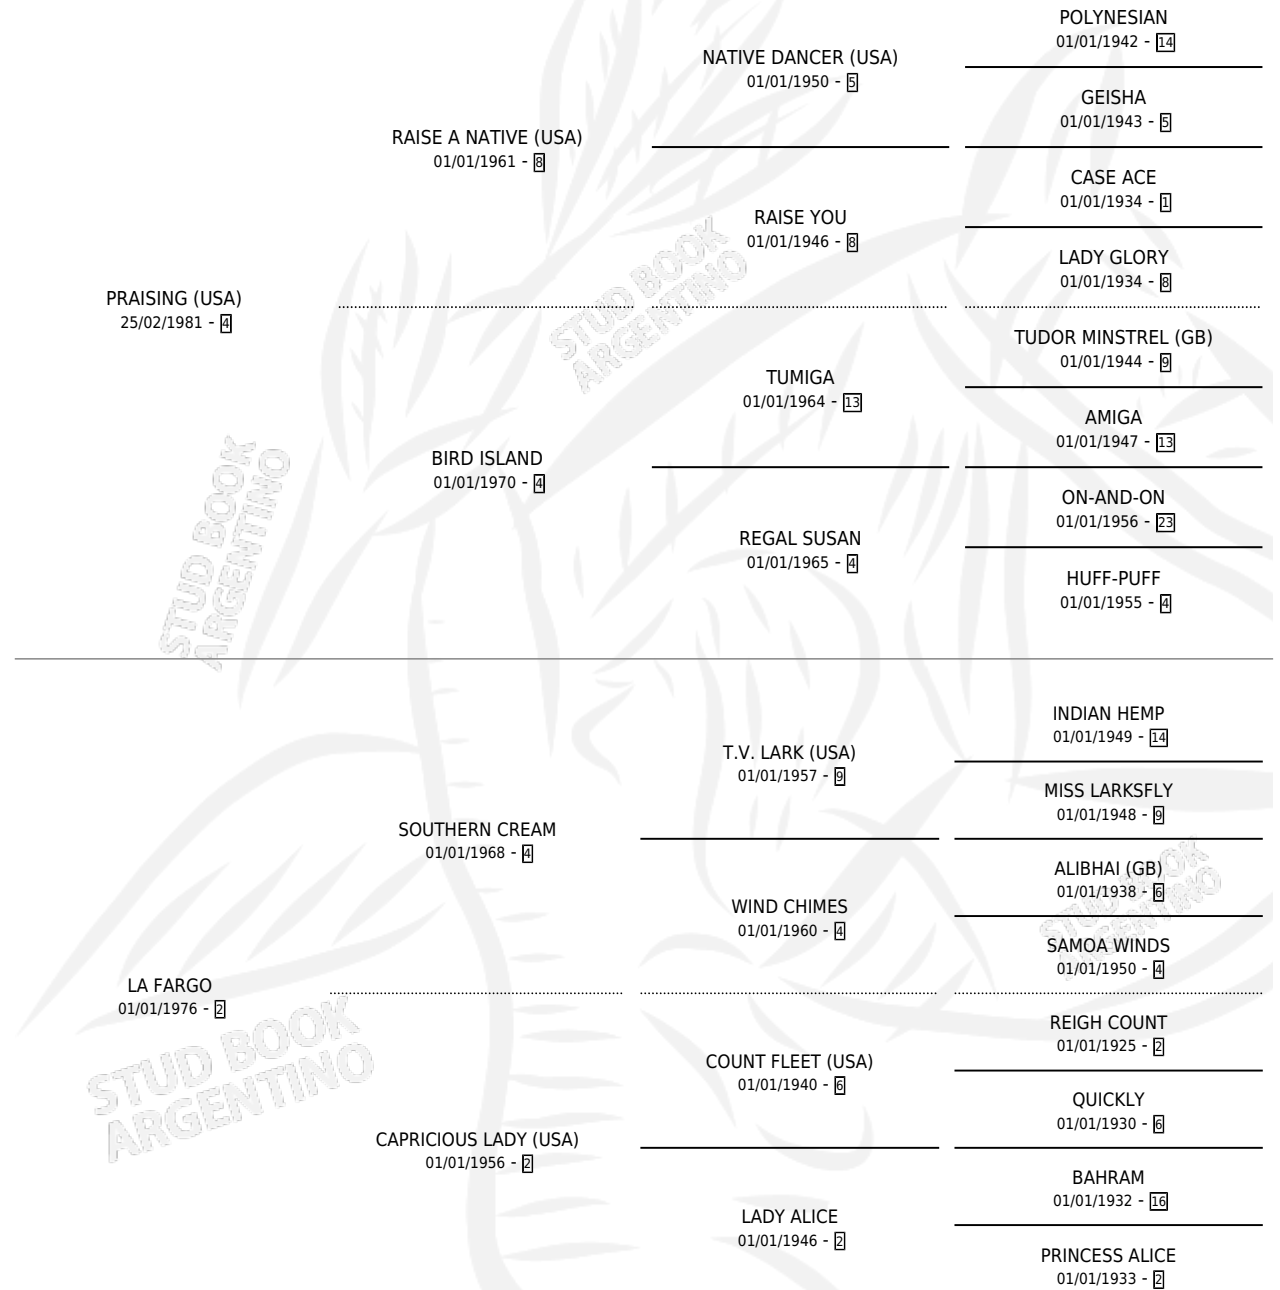 POLYNESIAN
01/01/1942 - 14
NATIVE DANCER (USA)
01/01/1950 - 5
GEISHA
01/01/1943 - 5
RAISE A NATIVE (USA)
01/01/1961 - 8
CASE ACE
01/01/1934 - 1
RAISE YOU
01/01/1946 - 8
LADY GLORY
01/01/1934 - 8
PRAISING (USA)
25/02/1981 - 4
STUD BOOK
ARGENTINO
TUDOR MINSTREL (GB)
01/01/1944 - 9
TUMIGA
01/01/1964 - 13
AMIGA
01/01/1947 - 13
BIRD ISLAND
01/01/1970 - 4
ON-AND-ON
01/01/1956 - 23
REGAL SUSAN
01/01/1965 - 4
HUFF-PUFF
01/01/1955 - 4
STUD BOOK
ARGENTINO
INDIAN HEMP
01/01/1949 - 14
T.V. LARK (USA)
01/01/1957 - 9
MISS LARKSFLY
01/01/1948 - 9
SOUTHERN CREAM
01/01/1968 - 4
ALIBHAI (GB)
01/01/1938 - 6
WIND CHIMES
01/01/1960 - 4
STUD BOOK
ARGENTINO
SAMOA WINDS
01/01/1950 - 4
LA FARGO
01/01/1976 - 2
REIGH COUNT
01/01/1925 - 2
COUNT FLEET (USA)
01/01/1940 - 6
STUD BOOK
ARGENTINO
QUICKLY
01/01/1930 - 6
CAPRICIOUS LADY (USA)
01/01/1956 - 2
BAHRAM
01/01/1932 - 16
LADY ALICE
01/01/1946 - 2
PRINCESS ALICE
01/01/1933 - 2